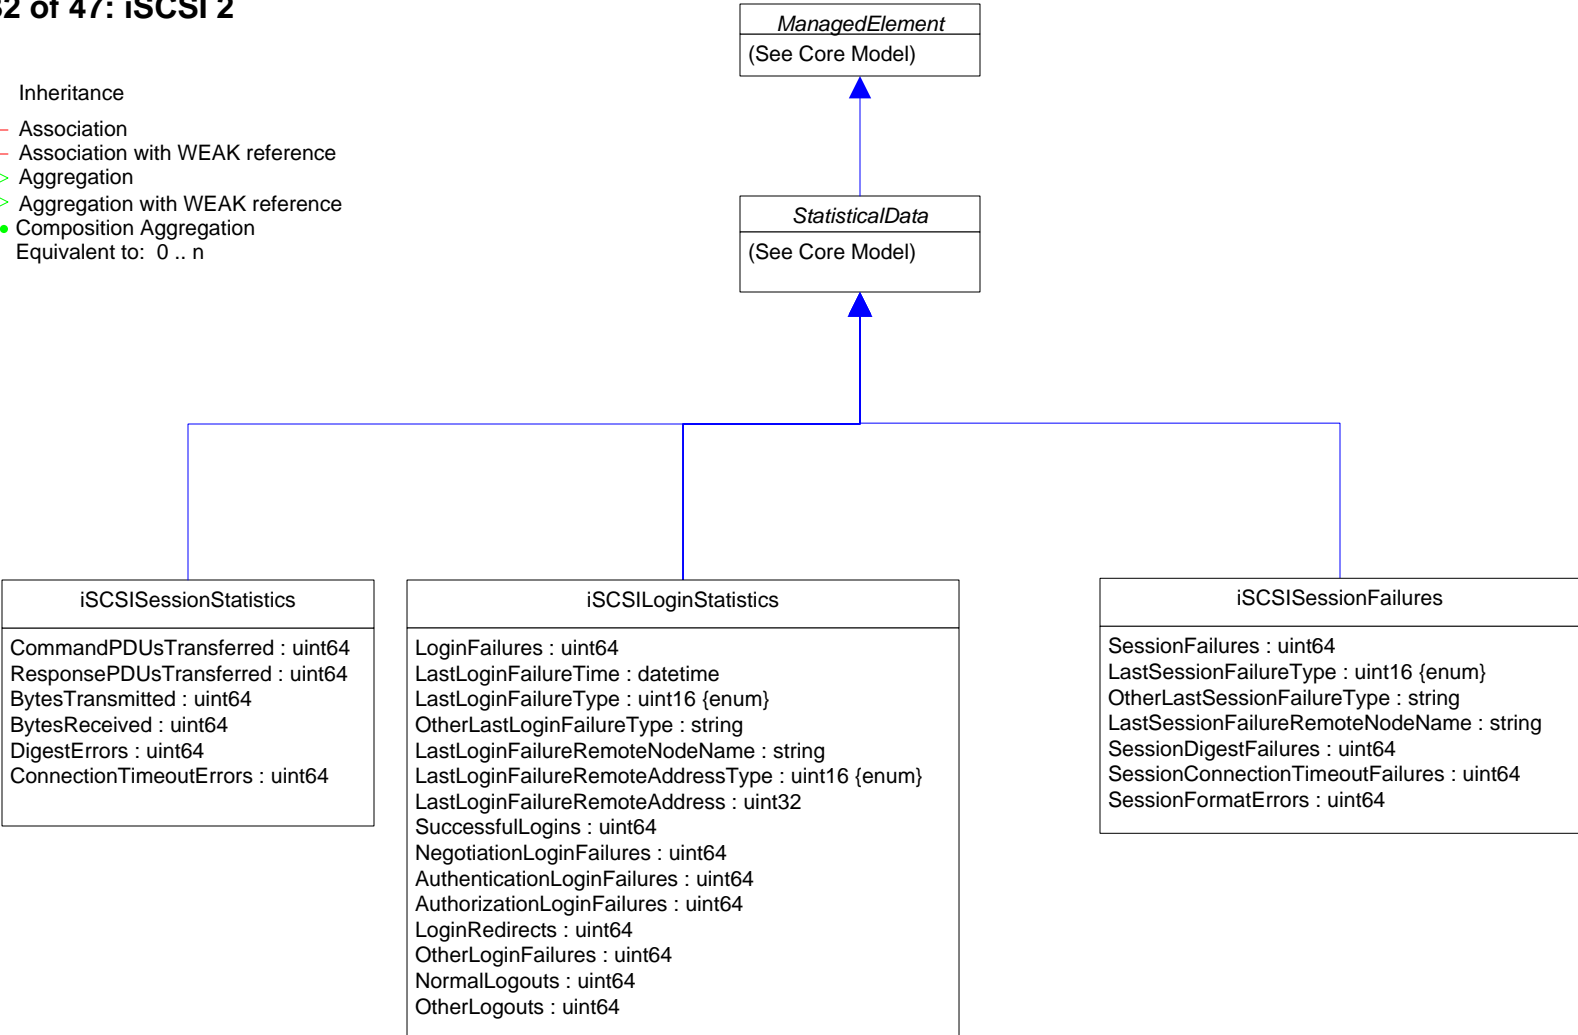 32 of 47: iSCSI 2
Inheritance
Association
Association with WEAK reference
Aggregation
Aggregation with WEAK reference
Composition Aggregation
Equivalent to: 0 .. n
ManagedElement
(See Core Model)
StatisticalData
(See Core Model)
iSCSISessionStatistics
CommandPDUsTransferred : uint64
ResponsePDUsTransferred : uint64
BytesTransmitted : uint64
BytesReceived : uint64
DigestErrors : uint64
ConnectionTimeoutErrors : uint64
iSCSILoginStatistics
LoginFailures : uint64
LastLoginFailureTime : datetime
LastLoginFailureType : uint16 {enum}
OtherLastLoginFailureType : string
LastLoginFailureRemoteNodeName : string
LastLoginFailureRemoteAddressType : uint16 {enum}
LastLoginFailureRemoteAddress : uint32
SuccessfulLogins : uint64
NegotiationLoginFailures : uint64
AuthenticationLoginFailures : uint64
AuthorizationLoginFailures : uint64
LoginRedirects : uint64
OtherLoginFailures : uint64
NormalLogouts : uint64
OtherLogouts : uint64
iSCSISessionFailures
SessionFailures : uint64
LastSessionFailureType : uint16 {enum}
OtherLastSessionFailureType : string
LastSessionFailureRemoteNodeName : string
SessionDigestFailures : uint64
SessionConnectionTimeoutFailures : uint64
SessionFormatErrors : uint64